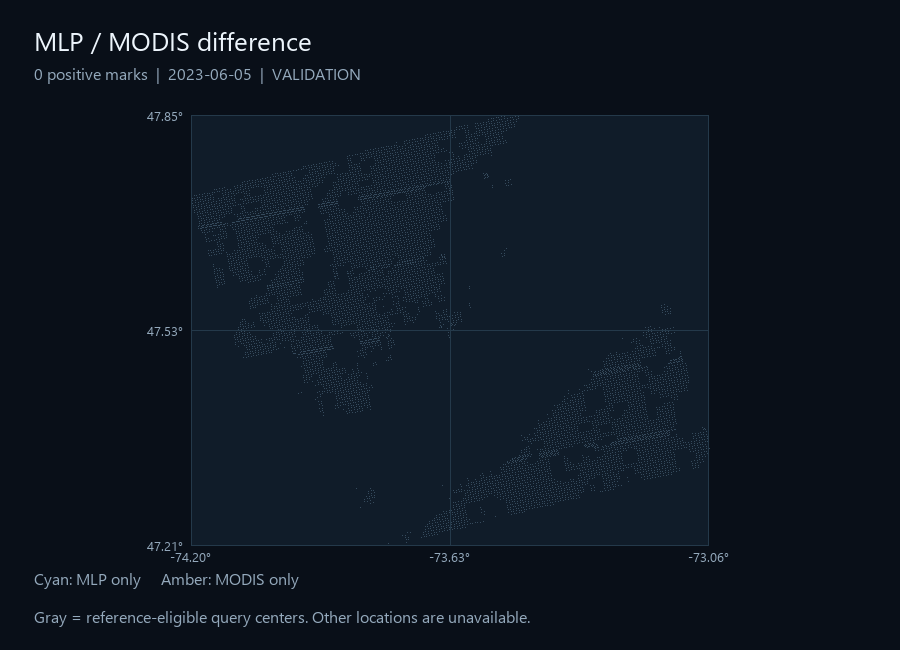 MLP / MODIS difference
0 positive marks | 2023-06-05 | VALIDATION
47.85°
47.53°
47.21°
-74.20°
-73.63°
-73.06°
Cyan: MLP only Amber: MODIS only
Gray = reference-eligible query centers. Other locations are unavailable.